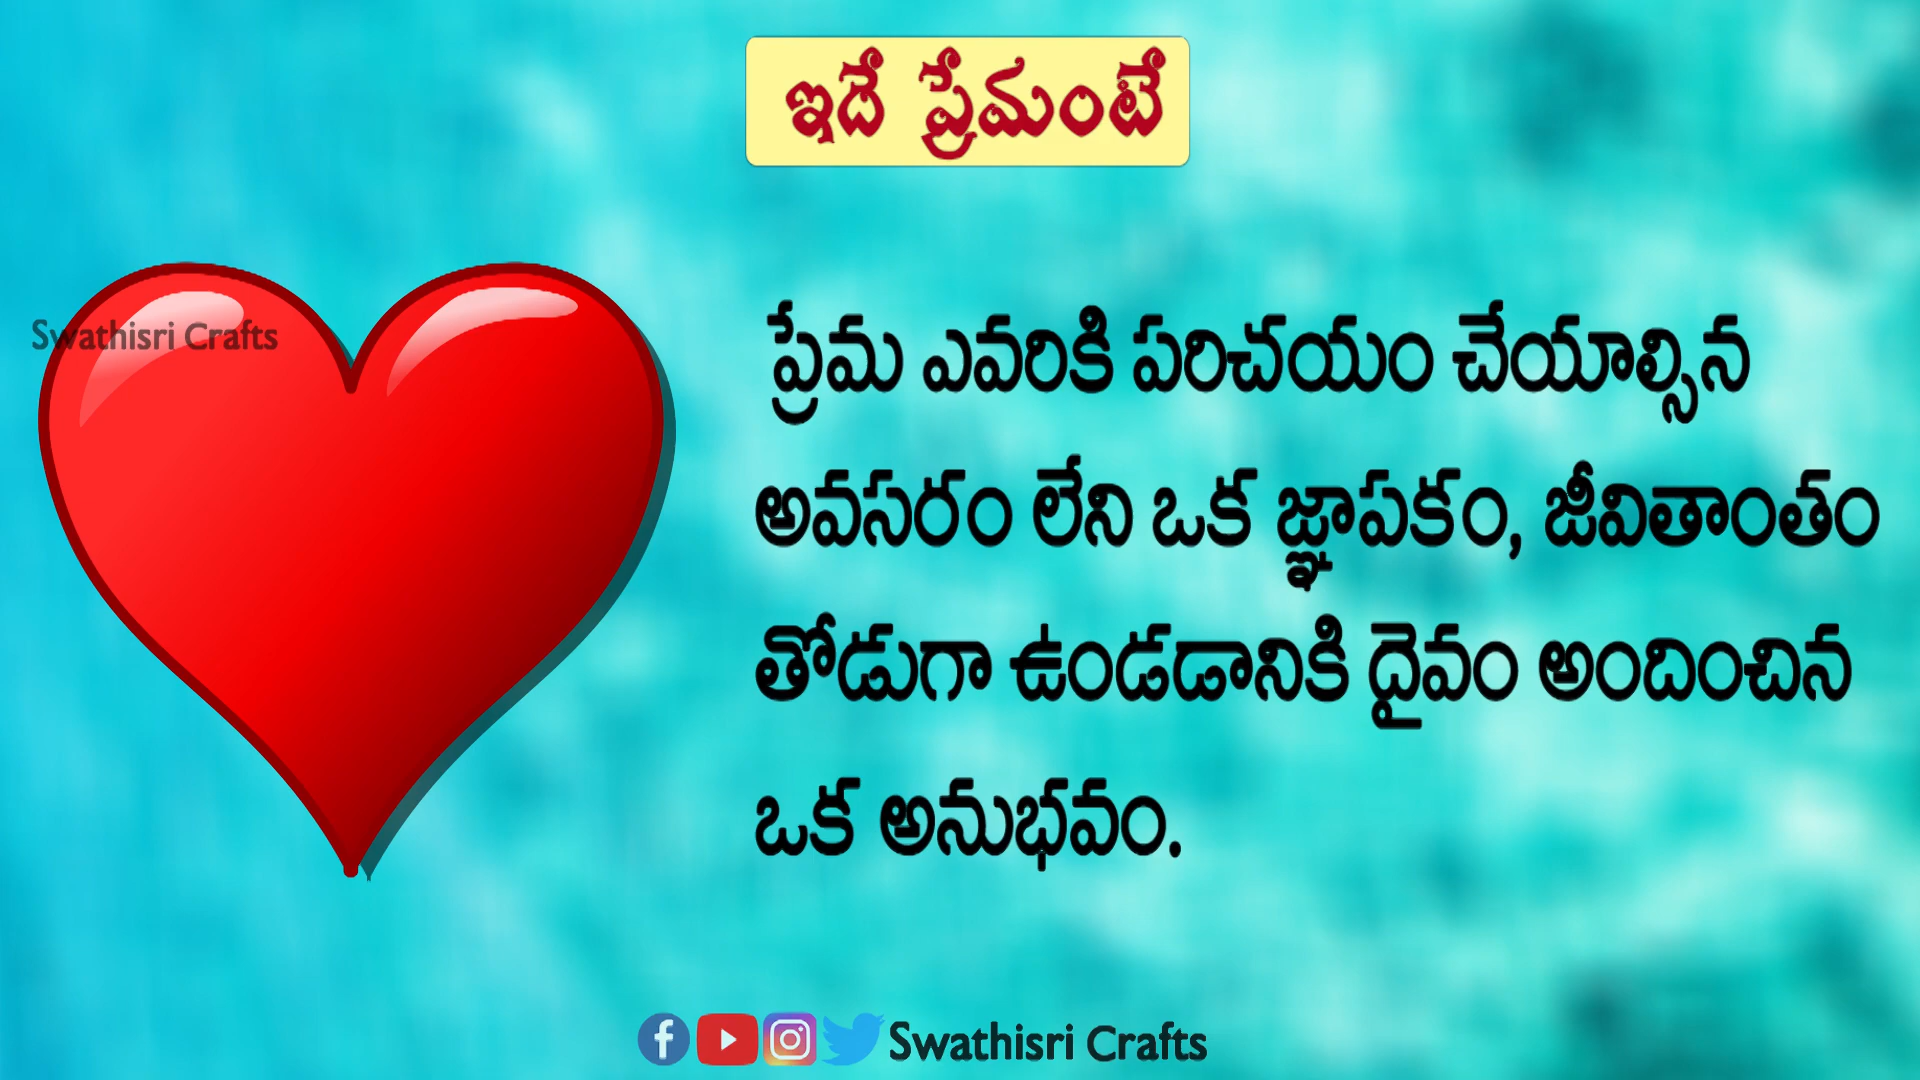 ఇదే ప్రేమంటే
Swathisri Crafts
ప్రేమ ఎవరికి పరిచయం చేయాల్సిన
అవసరం లేని ఒక జ్ఞాపకం, జీవితాంతం
తోడుగా ఉండడానికి దైవం అందించిన
ఒక అనుభవం.
Swathisri Crafts